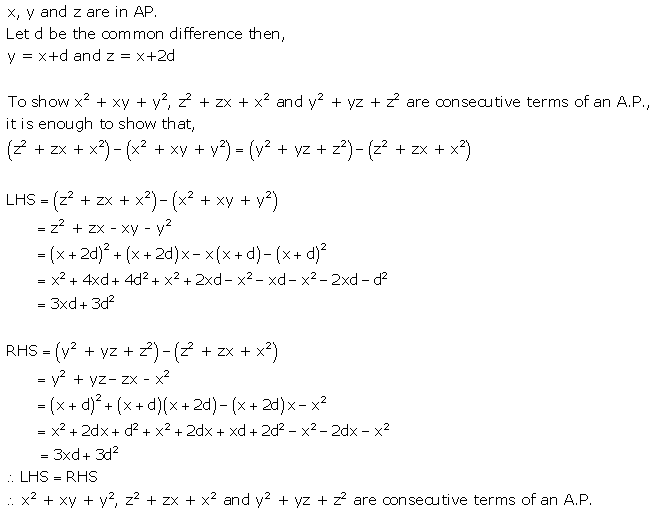 x, y and z are in AP.
Let d be the common difference then,
y = x+d and z = x+2d
To show x² + xy + y², z² + zx + x² and y² + yz + z² are consecutive terms of an A.P.,
it is enough to show that,
(z² + zx + x²) – (x² + xy + y²) = (y² + yz + z²) – (z² + zx + x²)
LHS = (z² + zx + x²) – (x² + xy + y²)
= z² + zx - xy - y²
= (x + 2d)² + (x + 2d)x – x(x + d) – (x + d)²
= x² + 4xd + 4d² + x² + 2xd – x² – xd – x² – 2xd – d²
= 3xd + 3d²
RHS = (y² + yz + z²) – (z² + zx + x²)
= y² + yz – zx - x²
= (x + d)² + (x + d)(x + 2d) – (x + 2d)x – x²
= x² + 2dx + d² + x² + 2dx + xd + 2d² – x² – 2dx – x²
= 3xd + 3d²
∴ LHS = RHS
∴ x² + xy + y², z² + zx + x² and y² + yz + z² are consecutive terms of an A.P.